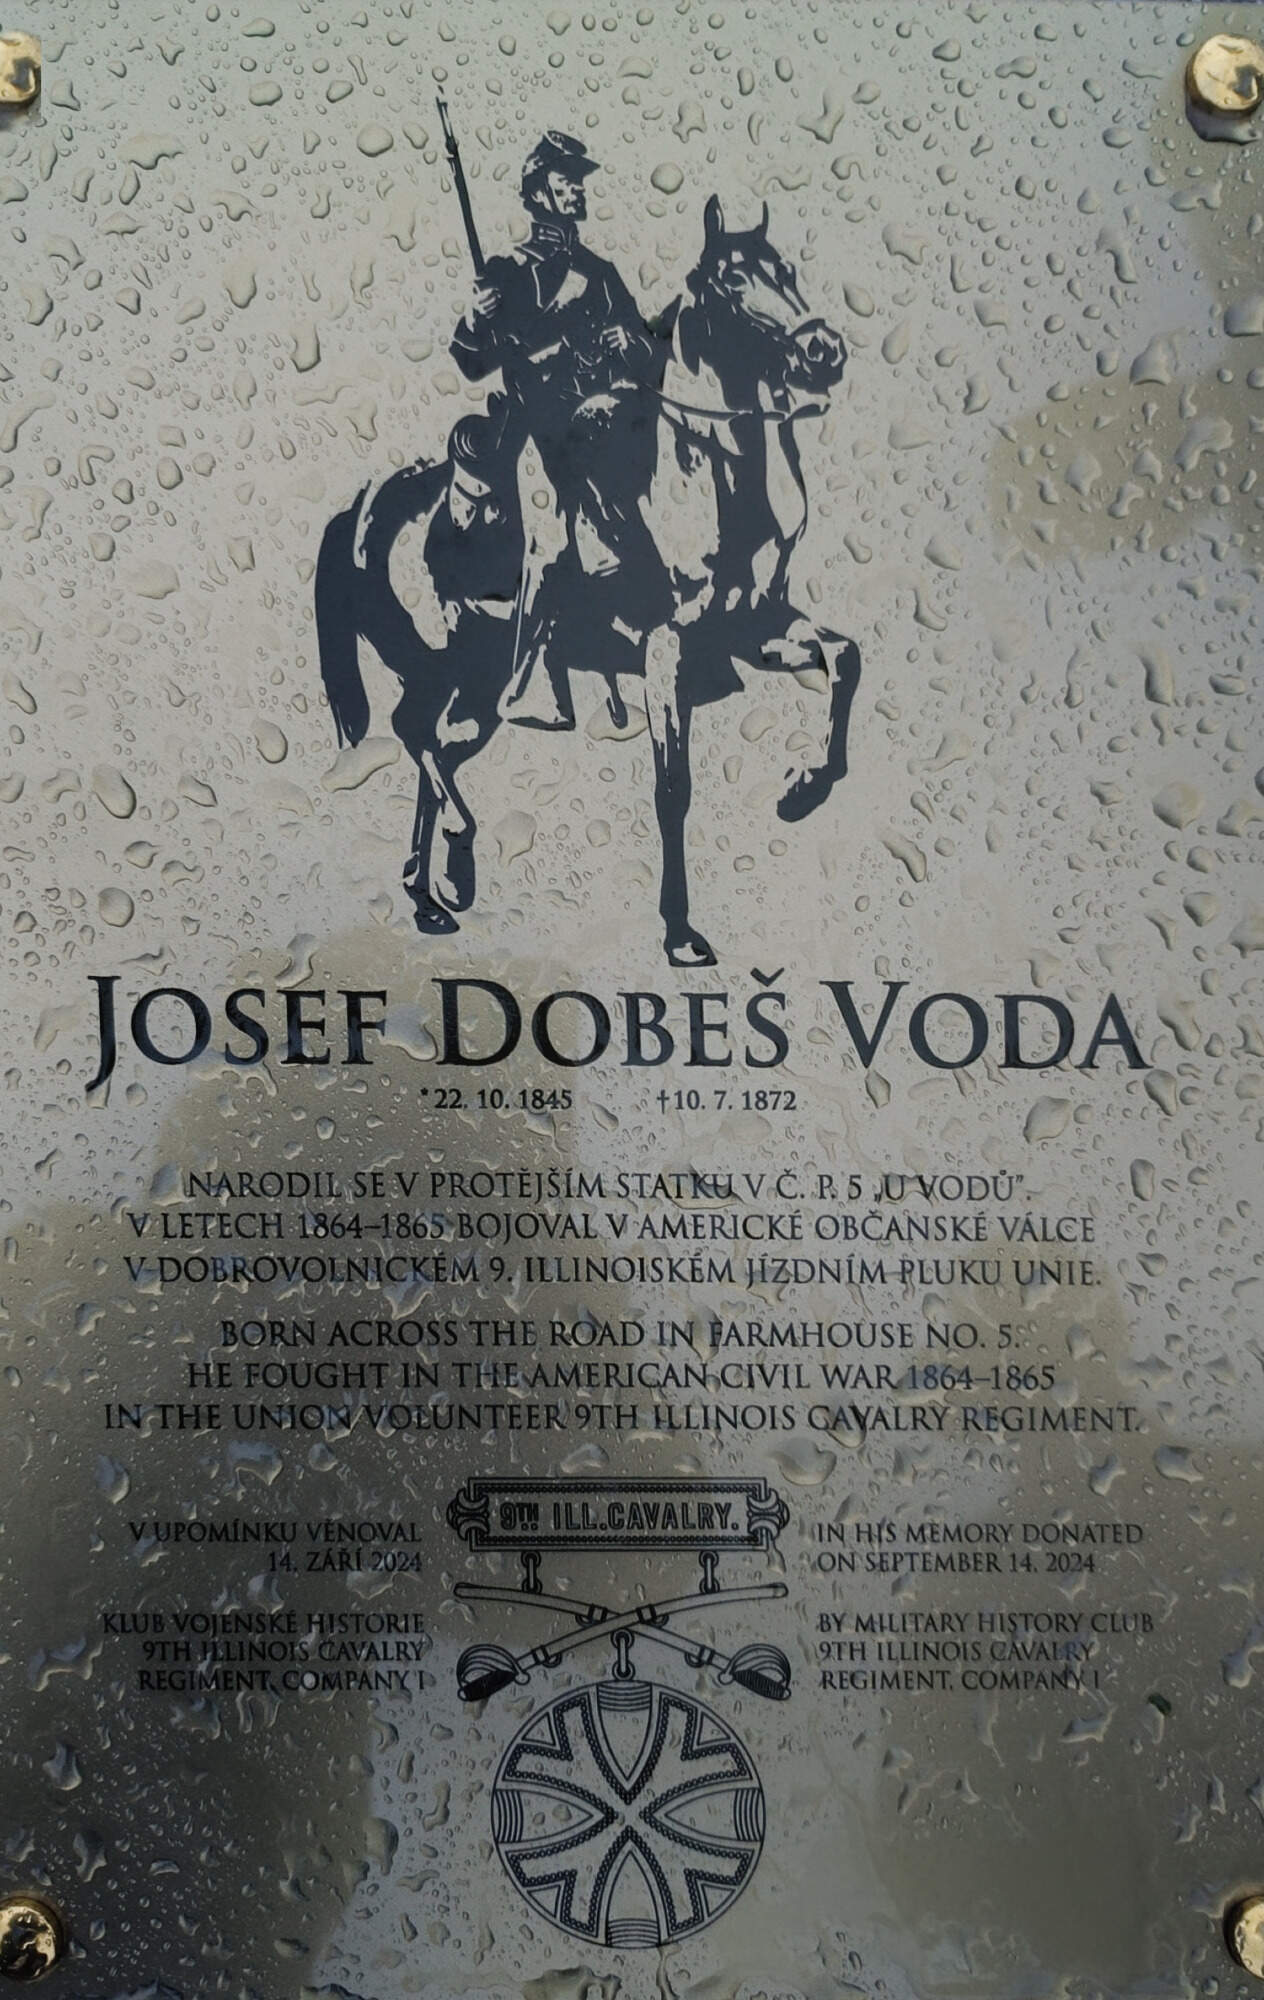 JOSEF DOBEŠ VODA
*22. 10. 1845 †10. 7. 1872
NARODIL SE V PROTĚJŠÍM STATKU V Č. P. 5 „U VODŮ”.
V LETECH 1864–1865 BOJOVAL V AMERICKÉ OBČANSKÉ VÁLCE
V DOBROVOLNICKÉM 9. ILLINOISKÉM JÍZDNÍM PLUKU UNIE.
BORN ACROSS THE ROAD IN FARMHOUSE NO. 5.
HE FOUGHT IN THE AMERICAN CIVIL WAR 1864–1865
IN THE UNION VOLUNTEER 9TH ILLINOIS CAVALRY REGIMENT.
9TH ILL. CAVALRY.
V UPOMÍNKU VĚNOVAL
14. ZÁŘÍ 2024
KLUB VOJENSKÉ HISTORIE
9TH ILLINOIS CAVALRY
REGIMENT, COMPANY I
IN HIS MEMORY DONATED
ON SEPTEMBER 14, 2024
BY MILITARY HISTORY CLUB
9TH ILLINOIS CAVALRY
REGIMENT, COMPANY I